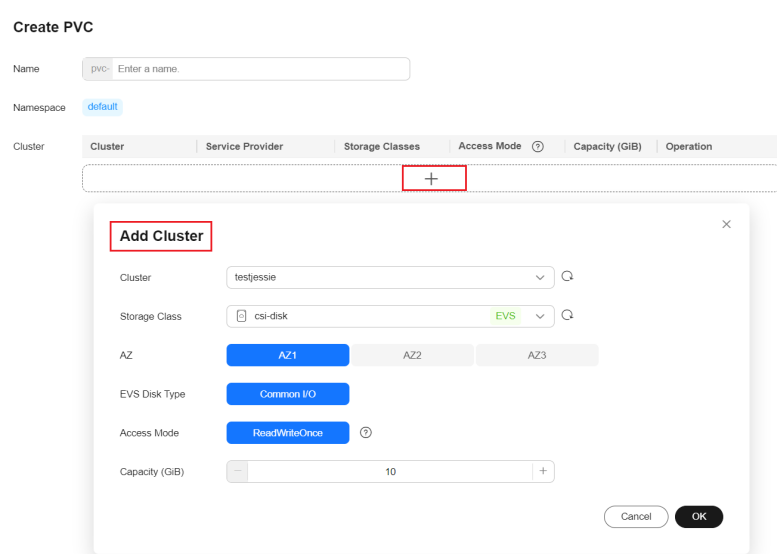 Create PVC
Name pvc- Enter a name.
Namespace default
Cluster Cluster Service Provider Storage Classes Access Mode ? Capacity (GiB) Operation
+
Add Cluster
Cluster testjessie
Storage Class csi-disk EVS
AZ AZ1 AZ2 AZ3
EVS Disk Type Common I/O
Access Mode ReadWriteOnce ?
Capacity (GiB) − 10 +
Cancel OK